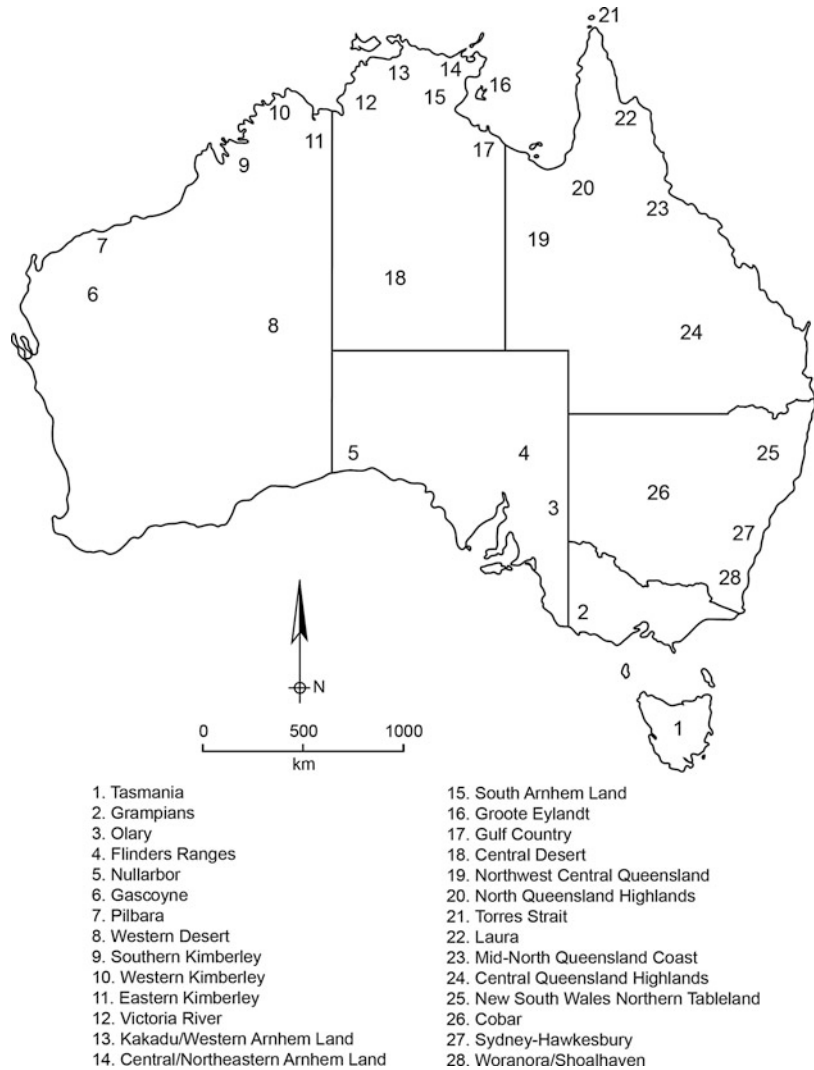 21
13
14
16
10
12
15
22
11
17
9
20
23
7
19
6
18
8
24
5
4
25
26
3
27
28
2
N
0 500 1000
km
1
1. Tasmania
2. Grampians
3. Olary
4. Flinders Ranges
5. Nullarbor
6. Gascoyne
7. Pilbara
8. Western Desert
9. Southern Kimberley
10. Western Kimberley
11. Eastern Kimberley
12. Victoria River
13. Kakadu/Western Arnhem Land
14. Central/Northeastern Arnhem Land
15. South Arnhem Land
16. Groote Eylandt
17. Gulf Country
18. Central Desert
19. Northwest Central Queensland
20. North Queensland Highlands
21. Torres Strait
22. Laura
23. Mid-North Queensland Coast
24. Central Queensland Highlands
25. New South Wales Northern Tableland
26. Cobar
27. Sydney-Hawkesbury
28. Woranora/Shoalhaven